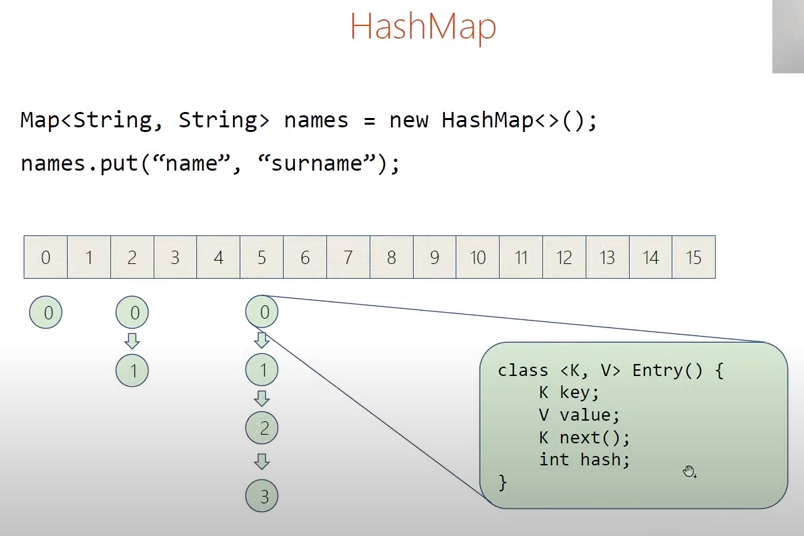 HashMap
Map<String, String> names = new HashMap<>();
names.put(“name”, “surname”);
0 1 2 3 4 5 6 7 8 9 10 11 12 13 14 15
0 0 0
1 1
2
3
class <K, V> Entry() {
K key;
V value;
K next();
int hash;
}